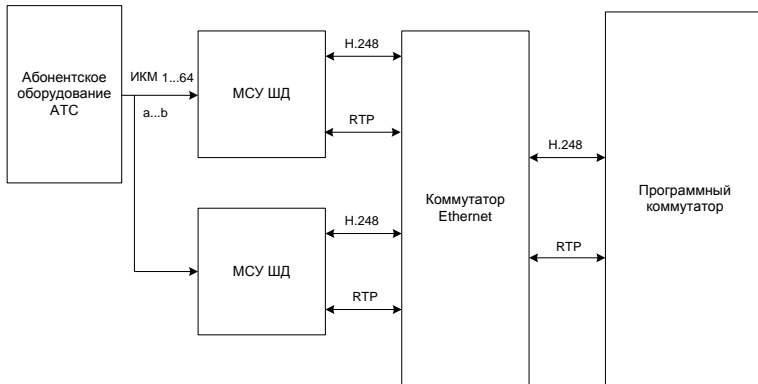 Абонентское
оборудование
АТС
ИКМ 1...64
a...b
МСУ ШД
H.248
RTP
МСУ ШД
H.248
RTP
Коммутатор
Ethernet
H.248
RTP
Программный
коммутатор